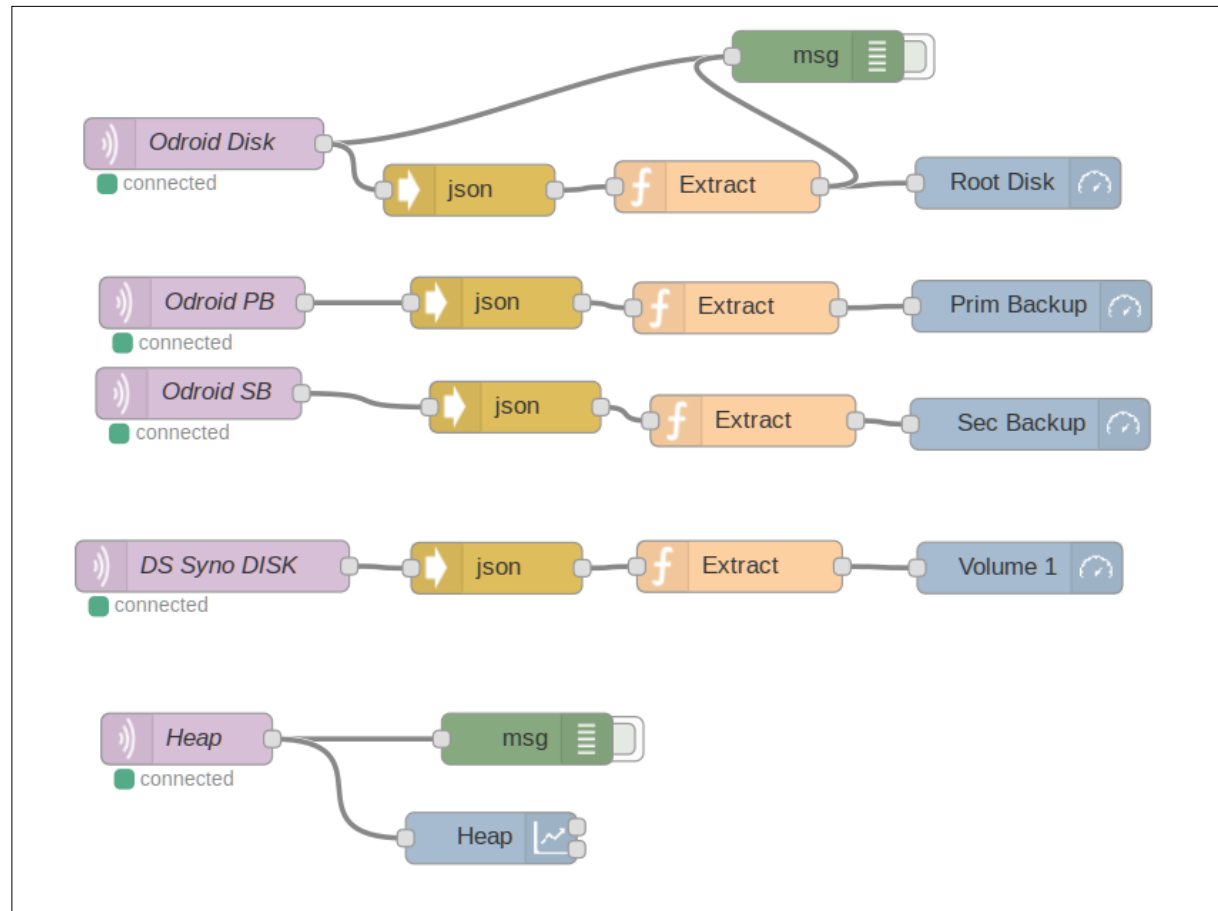 msg
Odroid Disk
connected
json
Extract
Root Disk
Odroid PB
connected
json
Extract
Prim Backup
Odroid SB
connected
json
Extract
Sec Backup
DS Syno DISK
connected
json
Extract
Volume 1
Heap
connected
msg
Heap